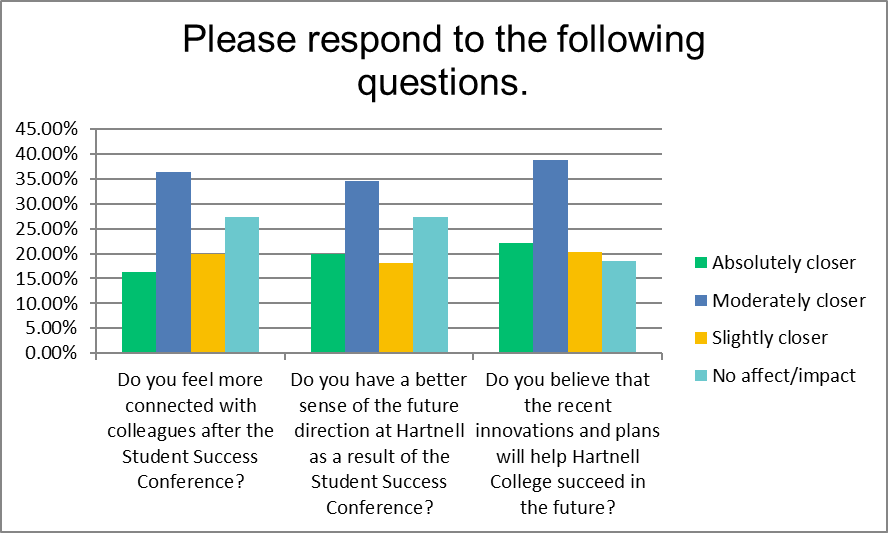 Please respond to the following
questions.
45.00%
40.00%
35.00%
30.00%
25.00%
20.00%
15.00%
10.00%
5.00%
0.00%
Do you feel more
connected with
colleagues after the
Student Success
Conference?
Do you have a better
sense of the future
direction at Hartnell
as a result of the
Student Success
Conference?
Do you believe that
the recent
innovations and plans
will help Hartnell
College succeed in
the future?
Absolutely closer
Moderately closer
Slightly closer
No affect/impact